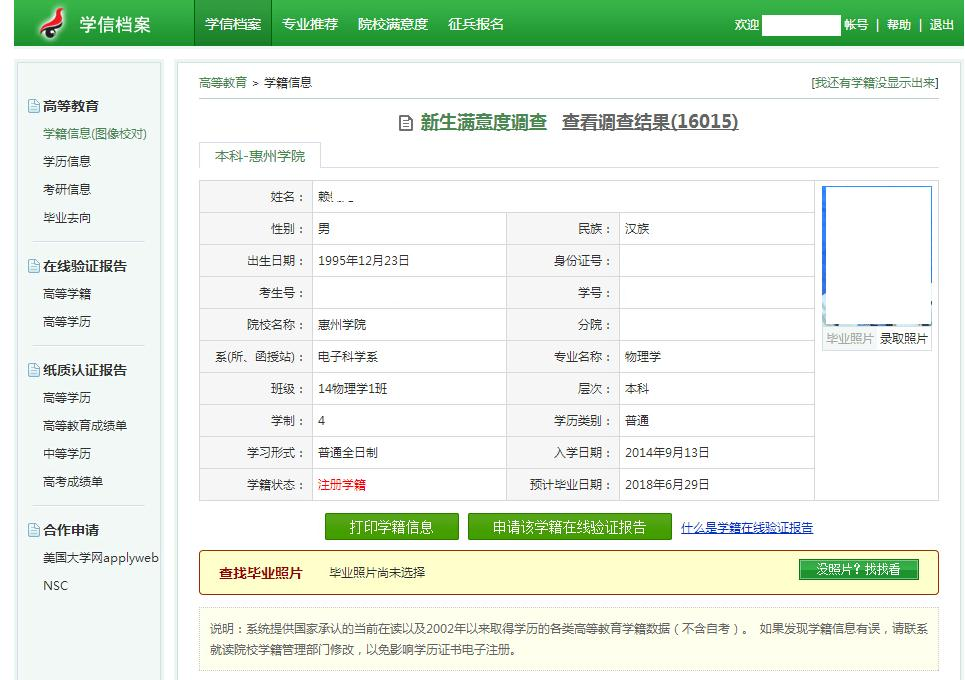 学信档案 学信档案 专业推荐 院校满意度 征兵报名 欢迎 帐号 | 帮助 | 退出
高等教育
学籍信息(图像校对)
学历信息
考研信息
毕业去向
在线验证报告
高等学籍
高等学历
纸质认证报告
高等学历
高等教育成绩单
中等学历
高考成绩单
合作申请
美国大学网applyweb
NSC
高等教育 > 学籍信息 [我还有学籍没显示出来]
新生满意度调查 查看调查结果(16015)
本科-惠州学院
姓名： 赖
性别： 男 民族： 汉族
出生日期： 1995年12月23日 身份证号：
考生号： 学号：
院校名称： 惠州学院 分院：
系(所、函授站)： 电子科学系 专业名称： 物理学
班级： 14物理学1班 层次： 本科
学制： 4 学历类别： 普通
学习形式： 普通全日制 入学日期： 2014年9月13日
学籍状态： 注册学籍 预计毕业日期： 2018年6月29日
毕业照片 录取照片
打印学籍信息 申请该学籍在线验证报告 什么是学籍在线验证报告
查找毕业照片 毕业照片尚未选择 没照片？找找看
说明：系统提供国家承认的当前在读以及2002年以来取得学历的各类高等教育学籍数据（不含自考）。 如果发现学籍信息有误，请联系
就读院校学籍管理部门修改，以免影响学历证书电子注册。